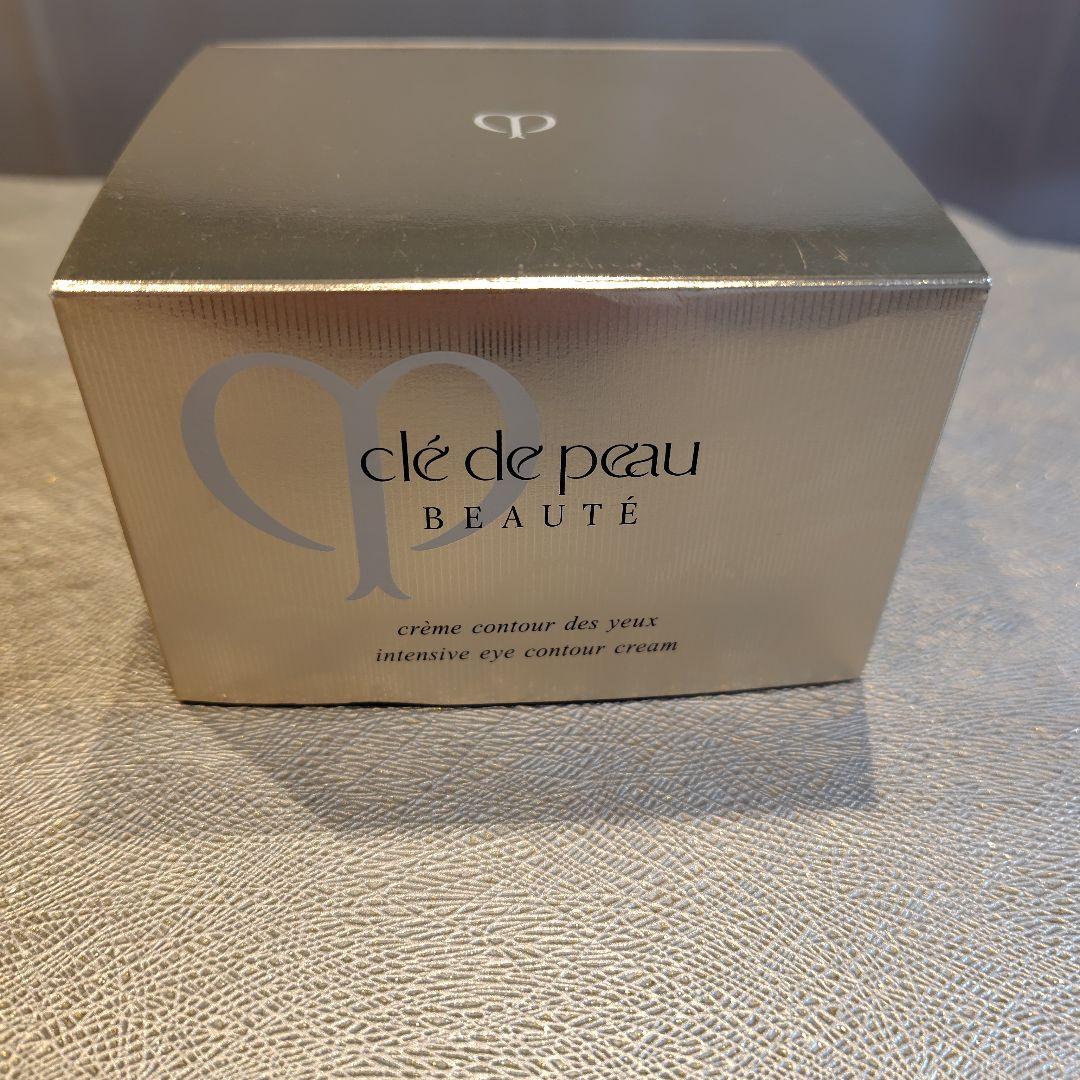 clé de peau
BEAUTÉ
crème contour des yeux
intensive eye contour cream